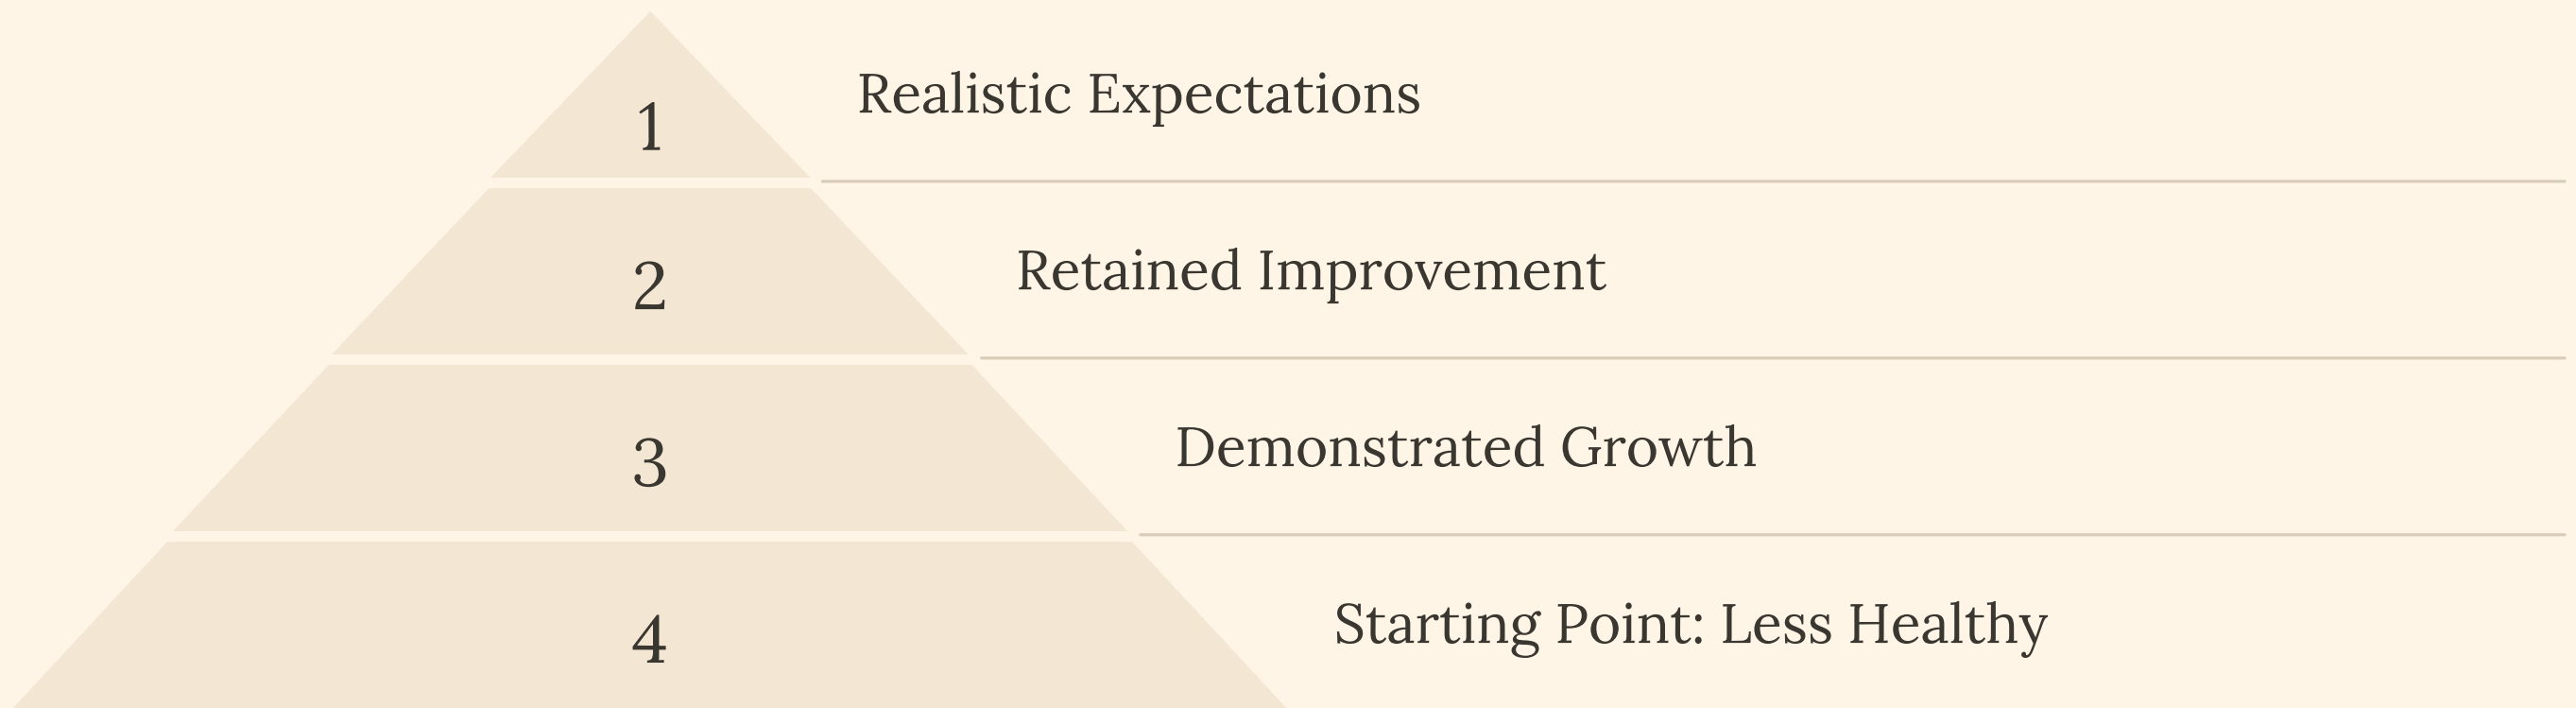 1
Realistic Expectations
2
Retained Improvement
3
Demonstrated Growth
4
Starting Point: Less Healthy